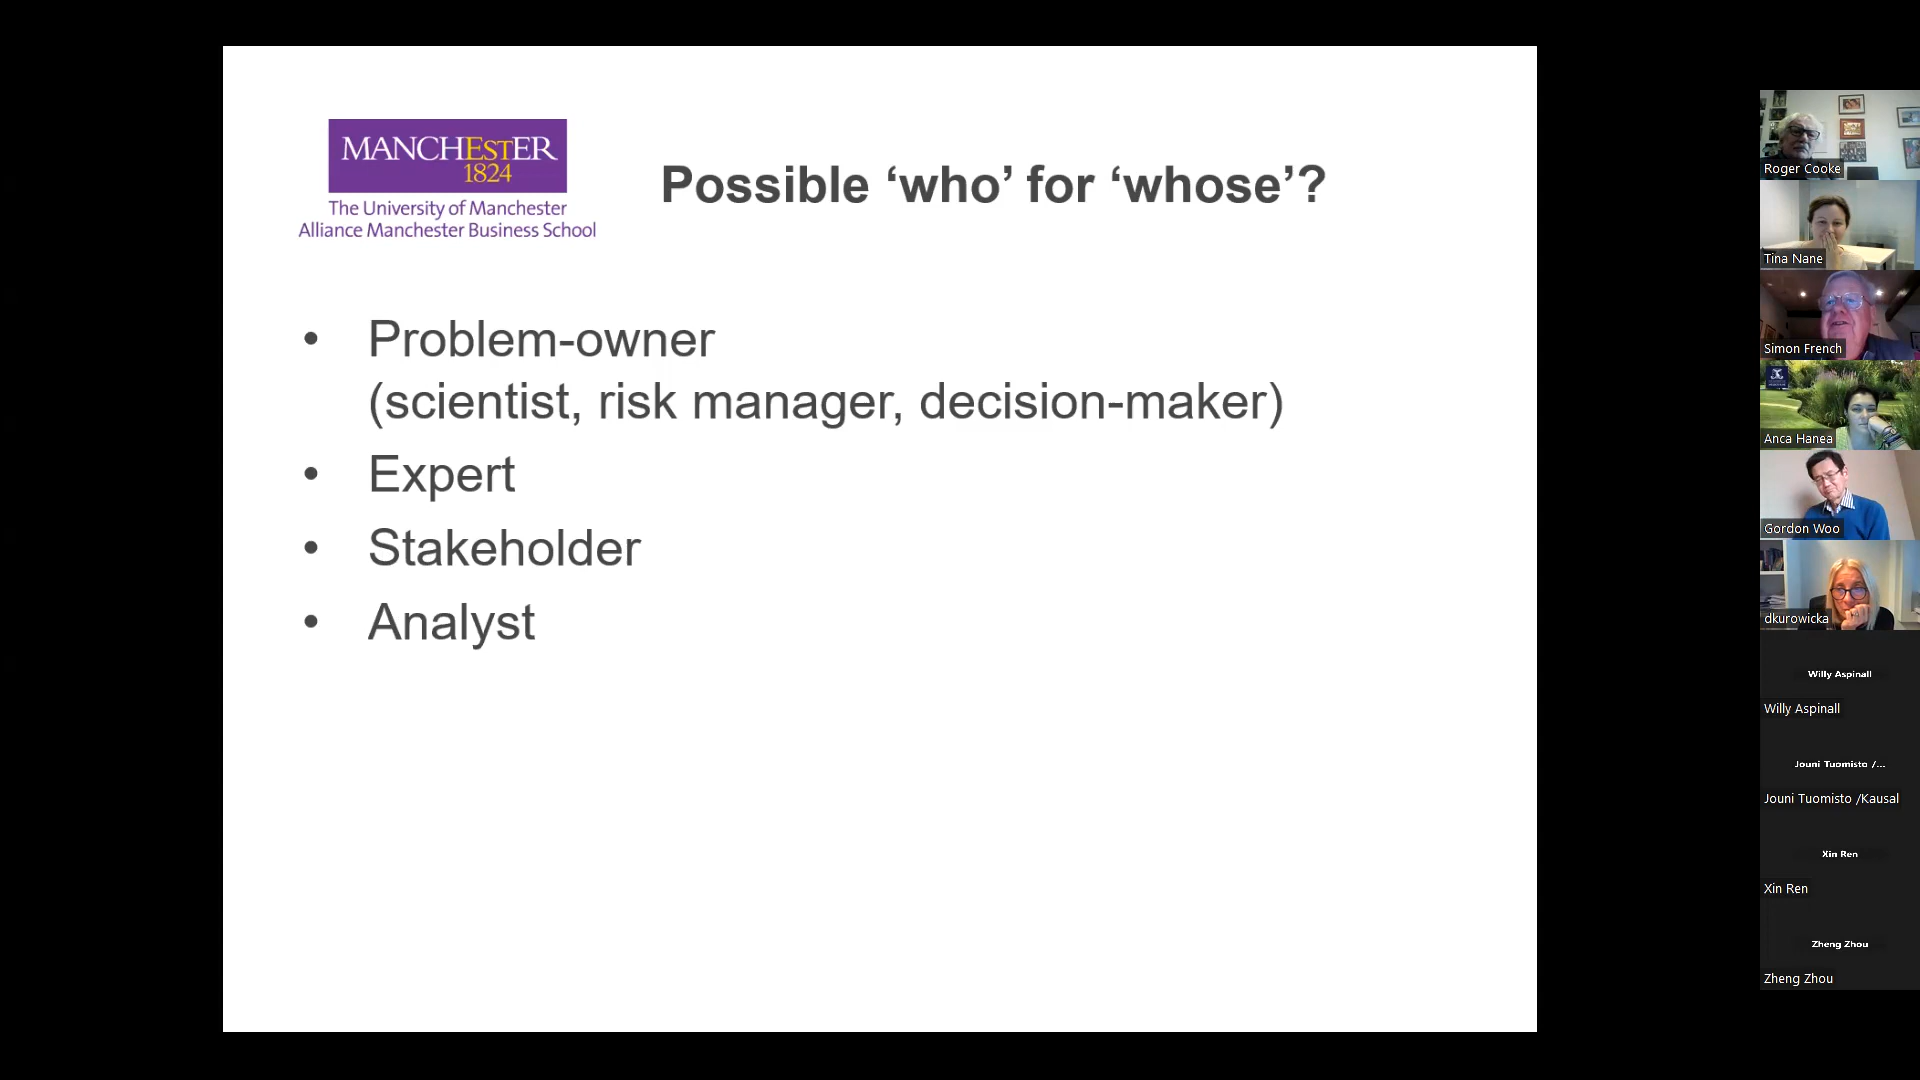 MANCHESTER
1824
The University of Manchester
Alliance Manchester Business School
Possible ‘who’ for ‘whose’?
• Problem-owner
(scientist, risk manager, decision-maker)
• Expert
• Stakeholder
• Analyst
Roger Cooke
Tina Nane
Simon French
Anca Hanea
Gordon Woo
dkurowicka
Willy Aspinall
Willy Aspinall
Jouni Tuomisto /...
Jouni Tuomisto /Kausal
Xin Ren
Xin Ren
Zheng Zhou
Zheng Zhou